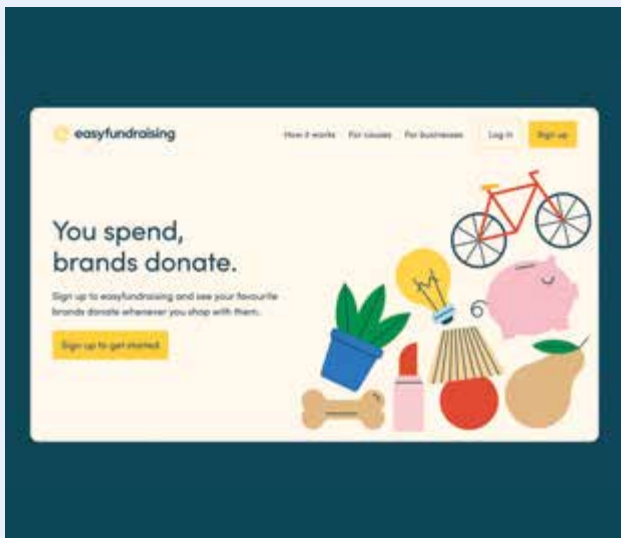 easyfundraising
How it works For causes For businesses Log in Sign up
You spend,
brands donate.
Sign up to easyfundraising and see your favourite
brands donate whenever you shop with them.
Sign up to get started